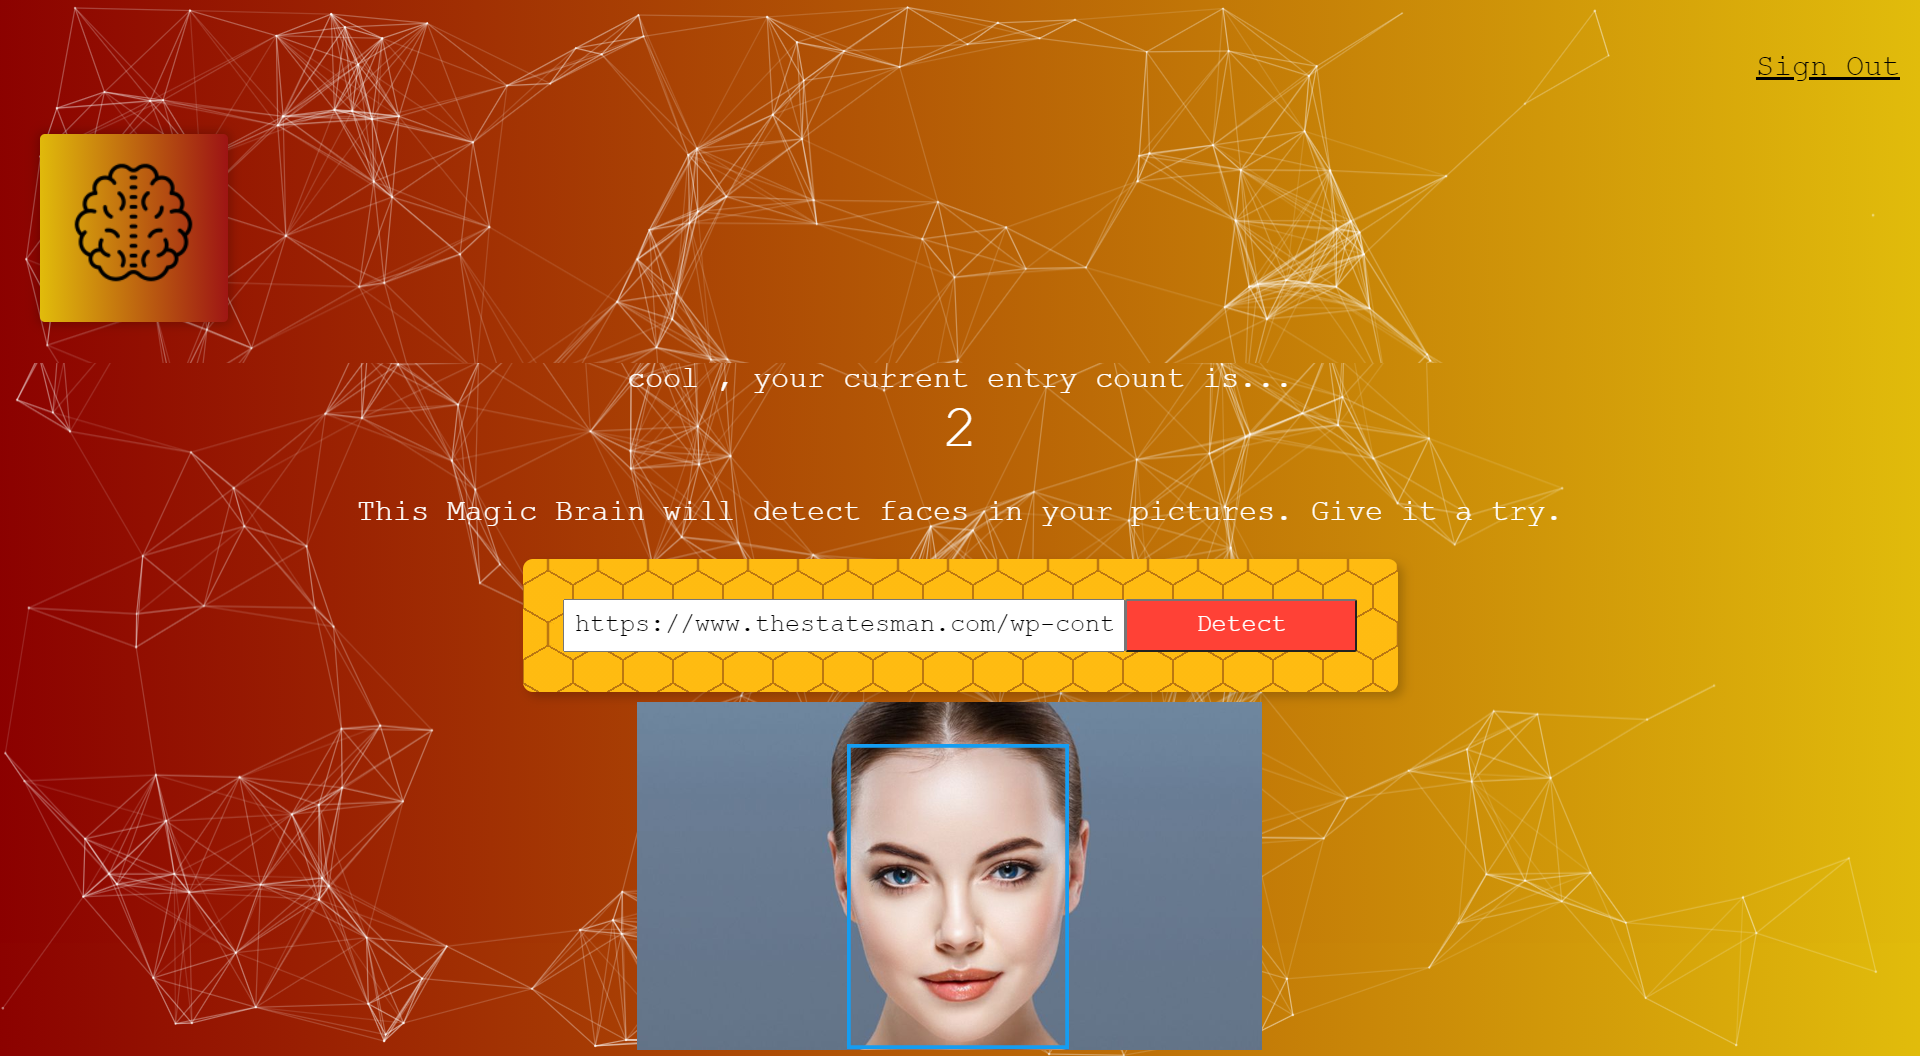 Sign Out
cool , your current entry count is...
2
This Magic Brain will detect faces in your pictures. Give it a try.
https://www.thestatesman.com/wp-cont
Detect